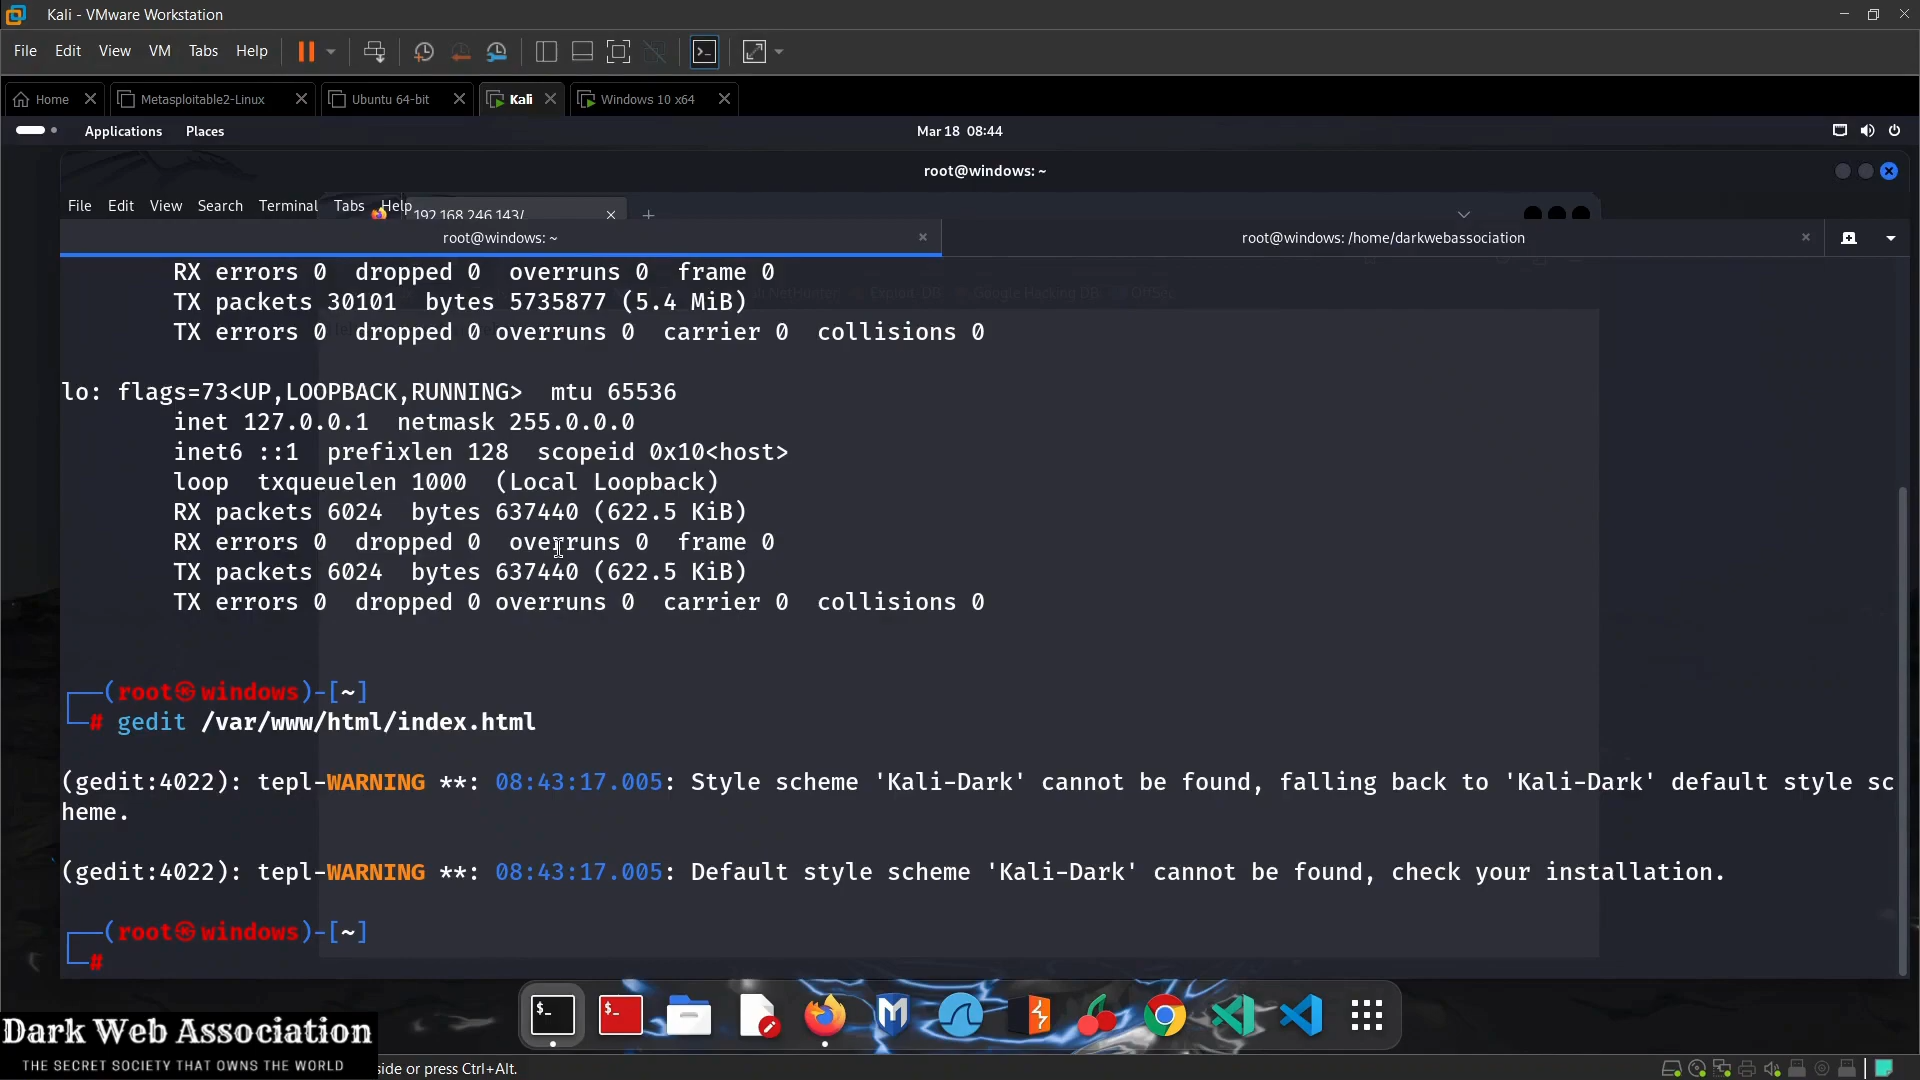 Kali - VMware Workstation
File Edit View VM Tabs Help
Home Metasploitable2-Linux Ubuntu 64-bit Kali Windows 10 x64
Applications Places Mar 18 08:44
root@windows: ~
File Edit View Search Terminal Tabs Help
192.168.246.143/
root@windows: ~ root@windows: /home/darkwebassociation
RX errors 0 dropped 0 overruns 0 frame 0
TX packets 30101 bytes 5735877 (5.4 MiB)
TX errors 0 dropped 0 overruns 0 carrier 0 collisions 0
lo: flags=73<UP,LOOPBACK,RUNNING> mtu 65536
inet 127.0.0.1 netmask 255.0.0.0
inet6 ::1 prefixlen 128 scopeid 0x10<host>
loop txqueuelen 1000 (Local Loopback)
RX packets 6024 bytes 637440 (622.5 KiB)
RX errors 0 dropped 0 overruns 0 frame 0
TX packets 6024 bytes 637440 (622.5 KiB)
TX errors 0 dropped 0 overruns 0 carrier 0 collisions 0
┌──(root㉿windows)-[~]
└─# gedit /var/www/html/index.html
(gedit:4022): tepl-WARNING **: 08:43:17.005: Style scheme 'Kali-Dark' cannot be found, falling back to 'Kali-Dark' default style sc
heme.
(gedit:4022): tepl-WARNING **: 08:43:17.005: Default style scheme 'Kali-Dark' cannot be found, check your installation.
┌──(root㉿windows)-[~]
└─#
Dark Web Association
THE SECRET SOCIETY THAT OWNS THE WORLD
side or press Ctrl+Alt.